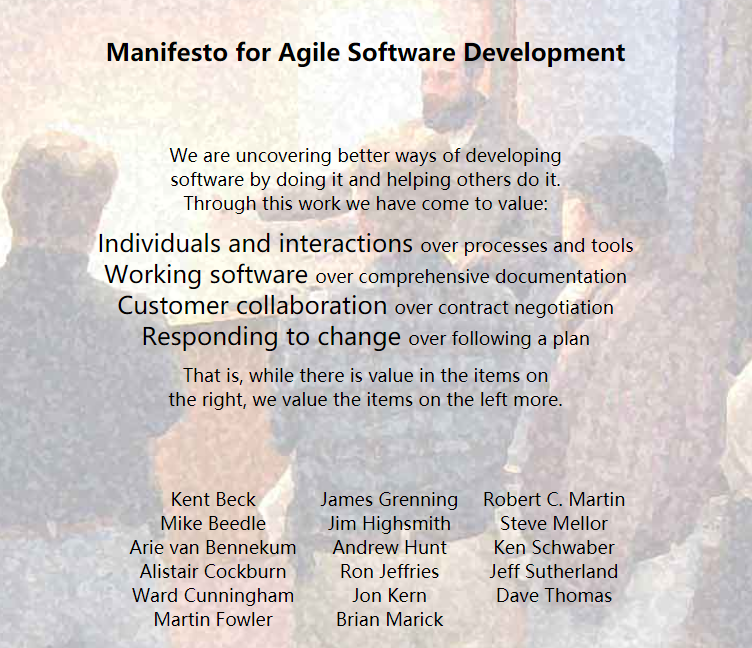 Manifesto for Agile Software Development
We are uncovering better ways of developing
software by doing it and helping others do it.
Through this work we have come to value:
Individuals and interactions over processes and tools
Working software over comprehensive documentation
Customer collaboration over contract negotiation
Responding to change over following a plan
That is, while there is value in the items on
the right, we value the items on the left more.
Kent Beck
Mike Beedle
Arie van Bennekum
Alistair Cockburn
Ward Cunningham
Martin Fowler
James Grenning
Jim Highsmith
Andrew Hunt
Ron Jeffries
Jon Kern
Brian Marick
Robert C. Martin
Steve Mellor
Ken Schwaber
Jeff Sutherland
Dave Thomas